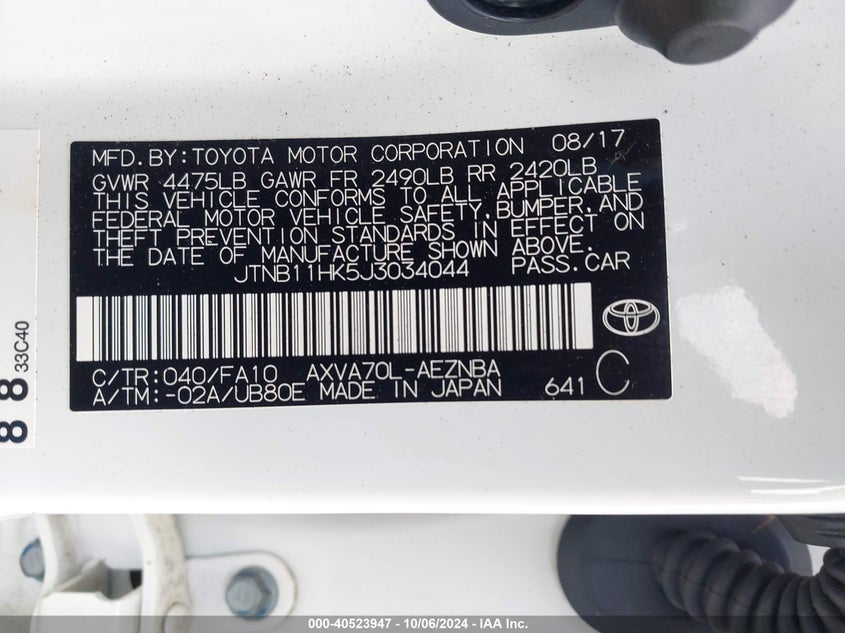 MFD. BY: TOYOTA MOTOR CORPORATION 08/17
GVWR 4475LB GAWR FR 2490LB RR 2420LB
THIS VEHICLE CONFORMS TO ALL APPLICABLE
FEDERAL MOTOR VEHICLE SAFETY, BUMPER, AND
THEFT PREVENTION STANDARDS IN EFFECT ON
THE DATE OF MANUFACTURE SHOWN ABOVE.
JTNB11HK5J3034044 PASS. CAR
C/TR: 040/FA10 AXVA70L-AEZNBA
A/TM: -02A/UB80E MADE IN JAPAN 641 C
8 8 33C40
000-40523947 - 10/06/2024 - IAA Inc.